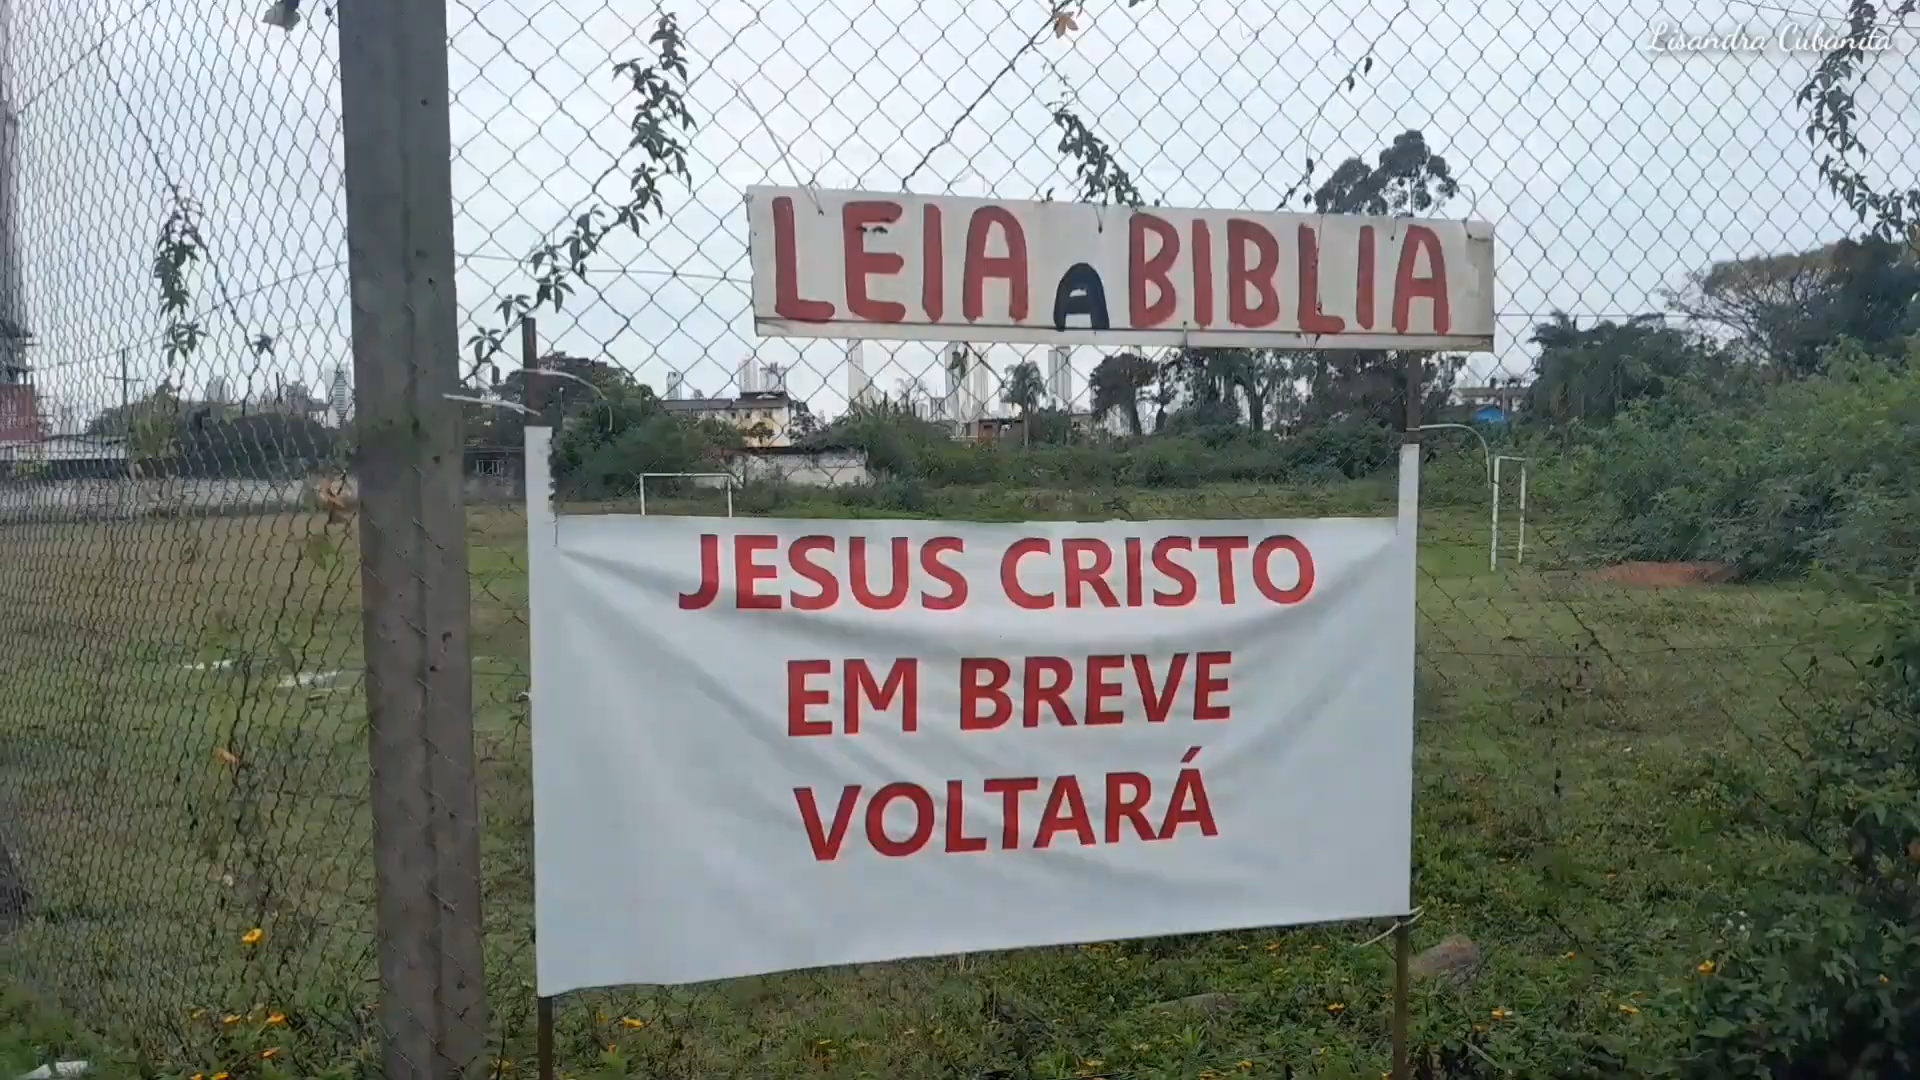 Lisandra Cubanita
LEIA A BIBLIA
JESUS CRISTO
EM BREVE
VOLTARÁ